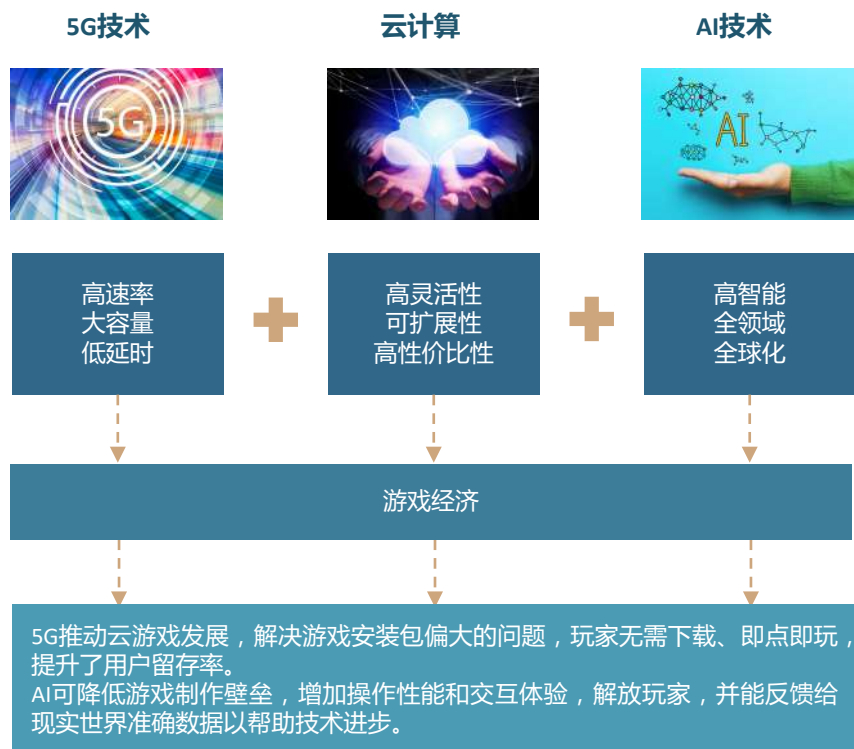 5G技术
云计算
AI技术
5G
AI
高速率
大容量
低延时
高灵活性
可扩展性
高性价比性
高智能
全领域
全球化
游戏经济
5G推动云游戏发展，解决游戏安装包偏大的问题，玩家无需下载、即点即玩，
提升了用户留存率。
AI可降低游戏制作壁垒，增加操作性能和交互体验，解放玩家，并能反馈给
现实世界准确数据以帮助技术进步。